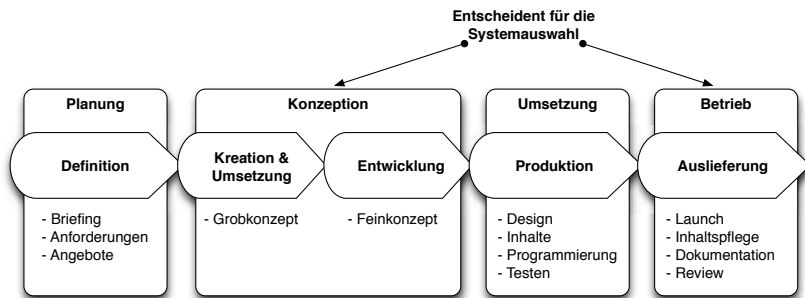 Entscheident für die
Systemauswahl
Planung
Konzeption
Umsetzung
Betrieb
Definition
Kreation &
Umsetzung
Entwicklung
Produktion
Auslieferung
- Briefing
- Anforderungen
- Angebote
- Grobkonzept
- Feinkonzept
- Design
- Inhalte
- Programmierung
- Testen
- Launch
- Inhaltspflege
- Dokumentation
- Review